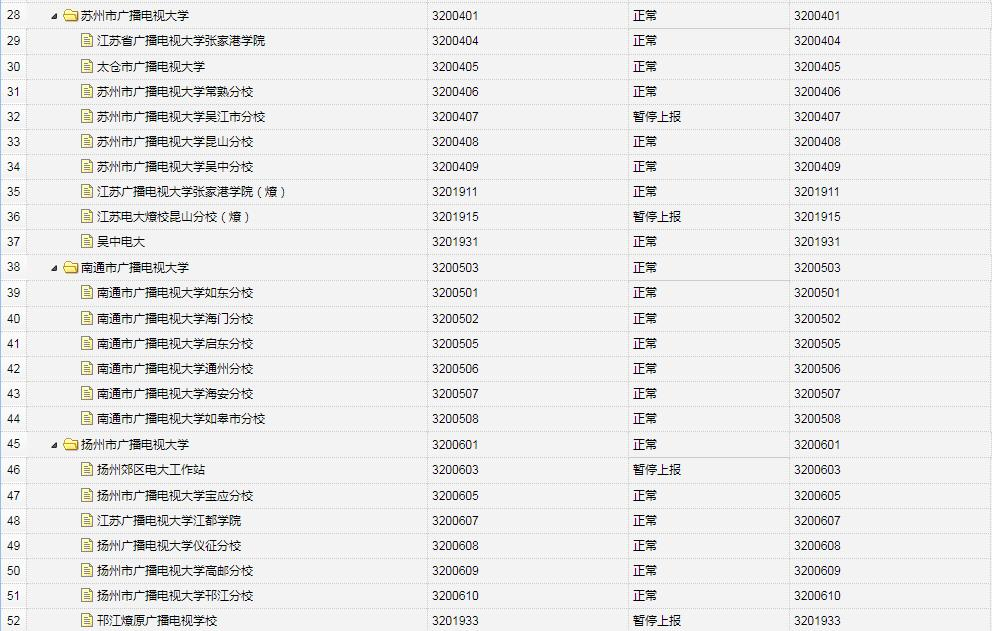 28 苏州市广播电视大学 3200401 正常 3200401
29 江苏省广播电视大学张家港学院 3200404 正常 3200404
30 太仓市广播电视大学 3200405 正常 3200405
31 苏州市广播电视大学常熟分校 3200406 正常 3200406
32 苏州市广播电视大学吴江市分校 3200407 暂停上报 3200407
33 苏州市广播电视大学昆山分校 3200408 正常 3200408
34 苏州市广播电视大学吴中分校 3200409 正常 3200409
35 江苏广播电视大学张家港学院（燎） 3201911 正常 3201911
36 江苏电大燎校昆山分校（燎） 3201915 暂停上报 3201915
37 吴中电大 3201931 正常 3201931
38 南通市广播电视大学 3200503 正常 3200503
39 南通市广播电视大学如东分校 3200501 正常 3200501
40 南通市广播电视大学海门分校 3200502 正常 3200502
41 南通市广播电视大学启东分校 3200505 正常 3200505
42 南通市广播电视大学通州分校 3200506 正常 3200506
43 南通市广播电视大学海安分校 3200507 正常 3200507
44 南通市广播电视大学如皋市分校 3200508 正常 3200508
45 扬州市广播电视大学 3200601 正常 3200601
46 扬州郊区电大工作站 3200603 暂停上报 3200603
47 扬州市广播电视大学宝应分校 3200605 正常 3200605
48 江苏广播电视大学江都学院 3200607 正常 3200607
49 扬州广播电视大学仪征分校 3200608 正常 3200608
50 扬州市广播电视大学高邮分校 3200609 正常 3200609
51 扬州市广播电视大学邗江分校 3200610 正常 3200610
52 邗江燎原广播电视学校 3201933 暂停上报 3201933